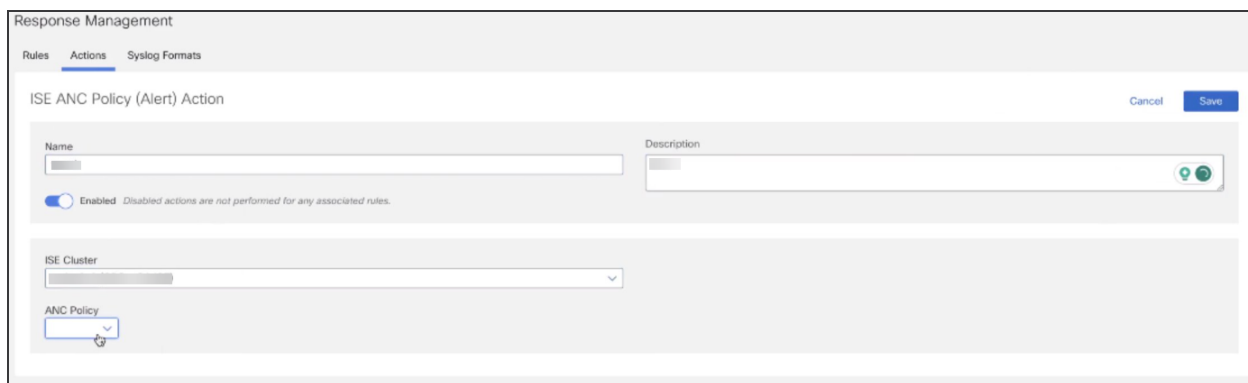 Response Management
Rules Actions Syslog Formats
ISE ANC Policy (Alert) Action
Cancel Save
Name Description
Enabled Disabled actions are not performed for any associated rules.
ISE Cluster
ANC Policy